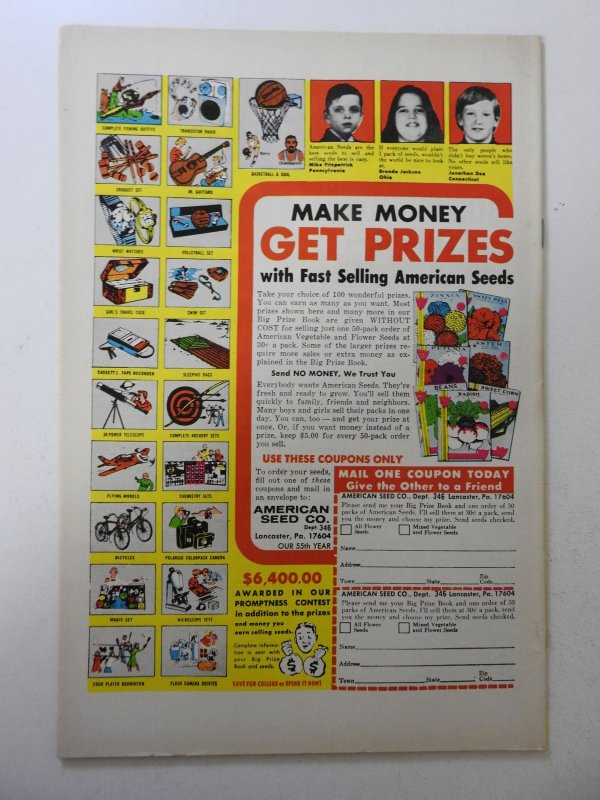 COMPLETE FISHING OUTFITS
TRANSISTOR RADIO
BASKETBALL & GOAL
American Seeds are the
best seeds to sell and
selling the best is easy.
Mike Fitzpatrick
Pennsylvania
If everyone would plant
1 pack of seeds, wouldn't
the world be nice to look
at.
Brenda Jackson
Ohio
The only people who
didn't buy weren't home.
No other seeds sell like
yours.
Jonathan Dee
Connecticut
CROQUET SET
JR. GUITARS
WRIST WATCHES
VOLLEYBALL SET
GIRL'S TRAVEL CASE
SWIM SET
CASSETTE TAPE RECORDER
SLEEPING BAGS
30-POWER TELESCOPE
COMPLETE ARCHERY SETS
FLYING MODELS
CHEMISTRY SETS
BICYCLES
POLAROID COLORPACK CAMERA
MAGIC SET
MICROSCOPE SETS
FOUR PLAYER BADMINTON
FLASH CAMERA OUTFITS
MAKE MONEY
GET PRIZES
with Fast Selling American Seeds
Take your choice of 100 wonderful prizes.
You can earn as many as you want. Most
prizes shown here and many more in our
Big Prize Book are given WITHOUT
COST for selling just one 50-pack order of
American Vegetable and Flower Seeds at
30¢ a pack. Some of the larger prizes re-
quire more sales or extra money as ex-
plained in the Big Prize Book.
Send NO MONEY, We Trust You
Everybody wants American Seeds. They're
fresh and ready to grow. You'll sell them
quickly to family, friends and neighbors.
Many boys and girls sell their packs in one
day. You can, too — and get your prize at
once. Or, if you want money instead of a
prize, keep $5.00 for every 50-pack order
you sell.
ZINNIA
SWEET PEAS
ASTER
BEANS
RADISH
SWEET CORN
USE THESE COUPONS ONLY
To order your seeds,
fill out one of these
coupons and mail in
an envelope to:
AMERICAN
SEED CO.
Dept 346
Lancaster, Pa. 17604
OUR 55th YEAR
MAIL ONE COUPON TODAY
Give the Other to a Friend
AMERICAN SEED CO., Dept. 346 Lancaster, Pa. 17604
Please send me your Big Prize Book and one order of 50
packs of American Seeds. I'll sell them at 30¢ a pack, send
you the money and choose my prize. Send seeds checked.
All Flower
Seeds
Mixed Vegetable
and Flower Seeds
Name
Address
Town State Zip Code
AMERICAN SEED CO., Dept. 346 Lancaster, Pa. 17604
Please send me your Big Prize Book and one order of 50
packs of American Seeds. I'll sell them at 30¢ a pack, send
you the money and choose my prize. Send seeds checked.
All Flower
Seeds
Mixed Vegetable
and Flower Seeds
Name
Address
Town State Zip Code
$6,400.00
AWARDED IN OUR
PROMPTNESS CONTEST
in addition to the prizes
and money you
earn selling seeds.
Complete informa-
tion is sent with
your Big Prize
Book and seeds.
$ $
SAVE FOR COLLEGE or SPEND IT NOW!